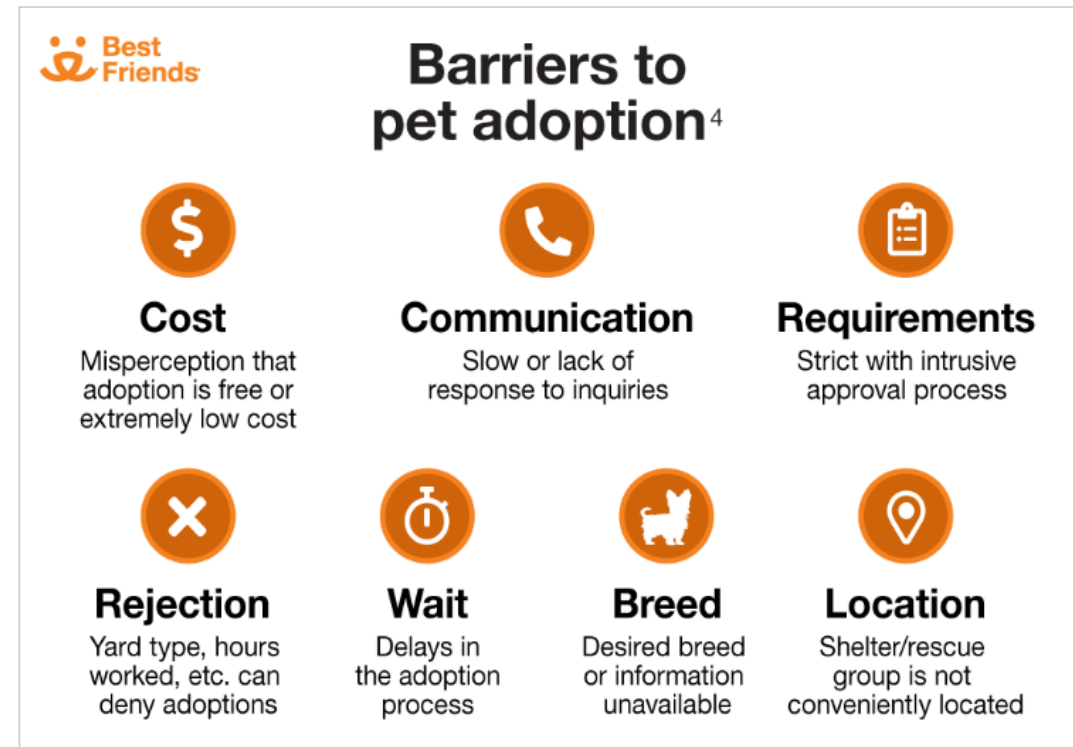 Best
Friends
Barriers to
pet adoption4
Cost
Misperception that
adoption is free or
extremely low cost
Communication
Slow or lack of
response to inquiries
Requirements
Strict with intrusive
approval process
Rejection
Yard type, hours
worked, etc. can
deny adoptions
Wait
Delays in
the adoption
process
Breed
Desired breed
or information
unavailable
Location
Shelter/rescue
group is not
conveniently located